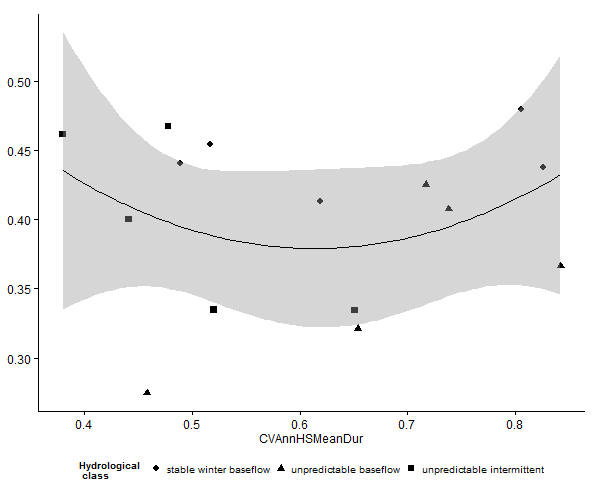 0.50
0.45
0.40
0.35
0.30
0.4 0.5 0.6 0.7 0.8
CVAnnHSMeanDur
Hydrological
class
stable winter baseflow unpredictable baseflow unpredictable intermittent